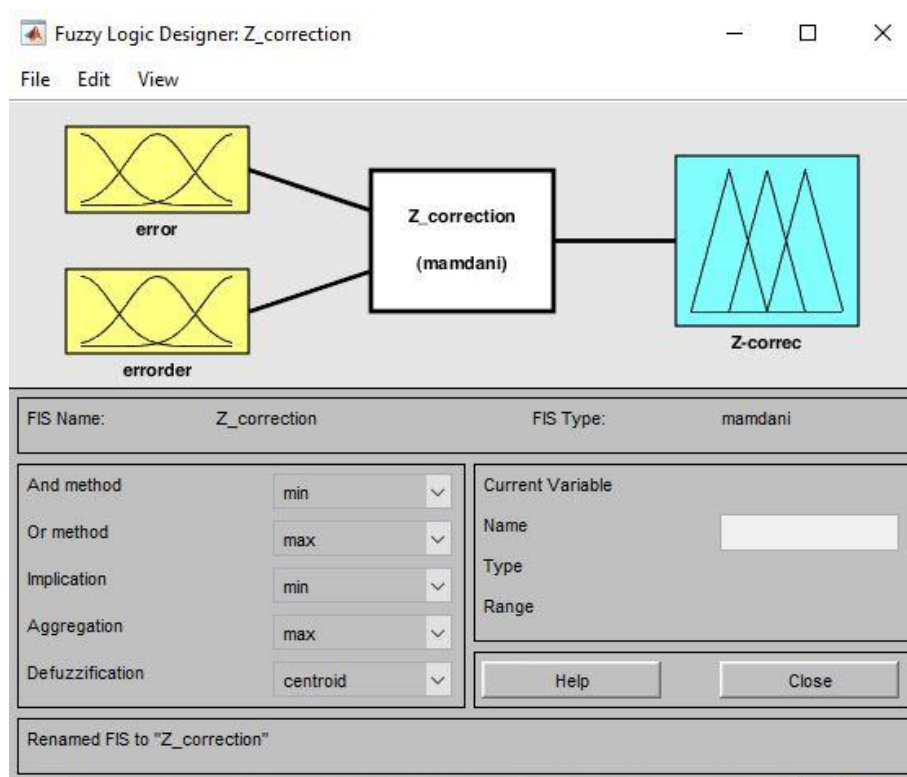 Fuzzy Logic Designer: Z_correction
File Edit View
error
Z_correction
(mamdani)
errorder
Z-correc
FIS Name: Z_correction FIS Type: mamdani
And method min
Or method max
Implication min
Aggregation max
Defuzzification centroid
Current Variable
Name
Type
Range
Help Close
Renamed FIS to "Z_correction"